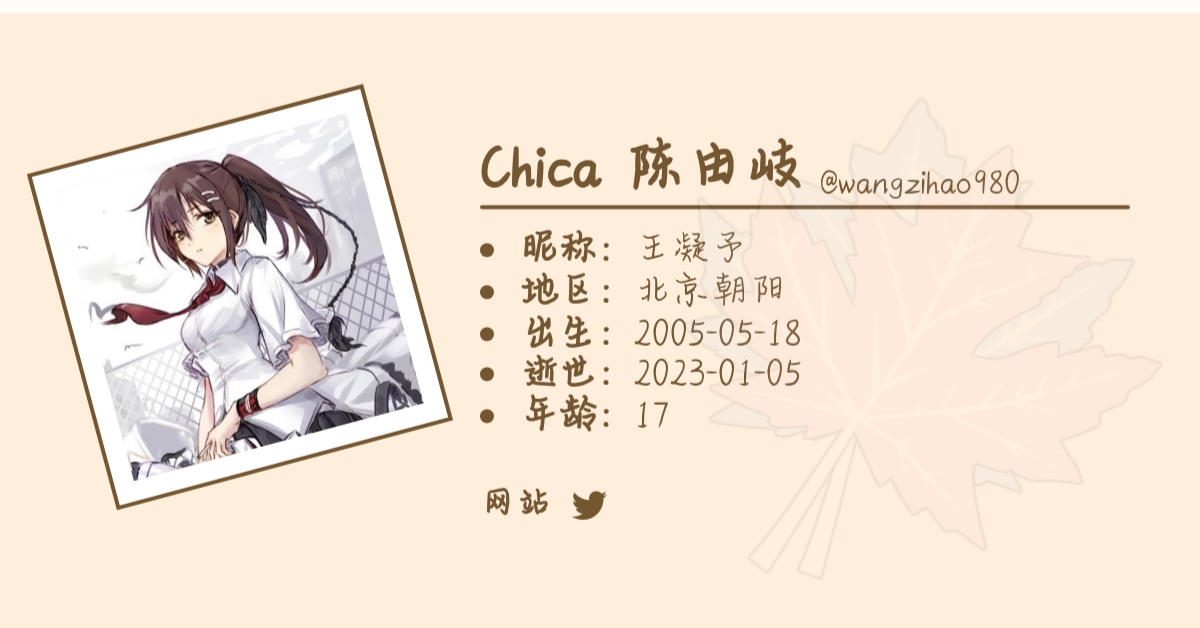 Chica 陈由岐 @wangzihao980
昵称： 王凝予
地区： 北京朝阳
出生： 2005-05-18
逝世： 2023-01-05
年龄： 17
网站